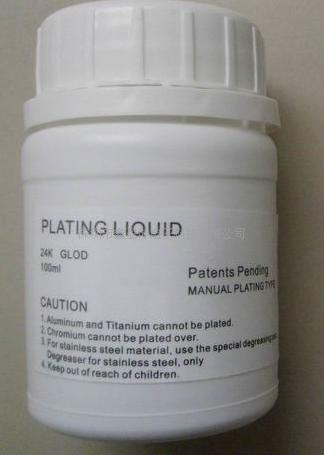 PLATING LIQUID
24K GLOD
100ml
Patents Pending
MANUAL PLATING TYPE
CAUTION
1. Aluminum and Titanium cannot be plated.
2. Chromium cannot be plated over.
3. For stainless steel material, use the special degreasing
Degreaser for stainless steel, only
4. Keep out of reach of children.